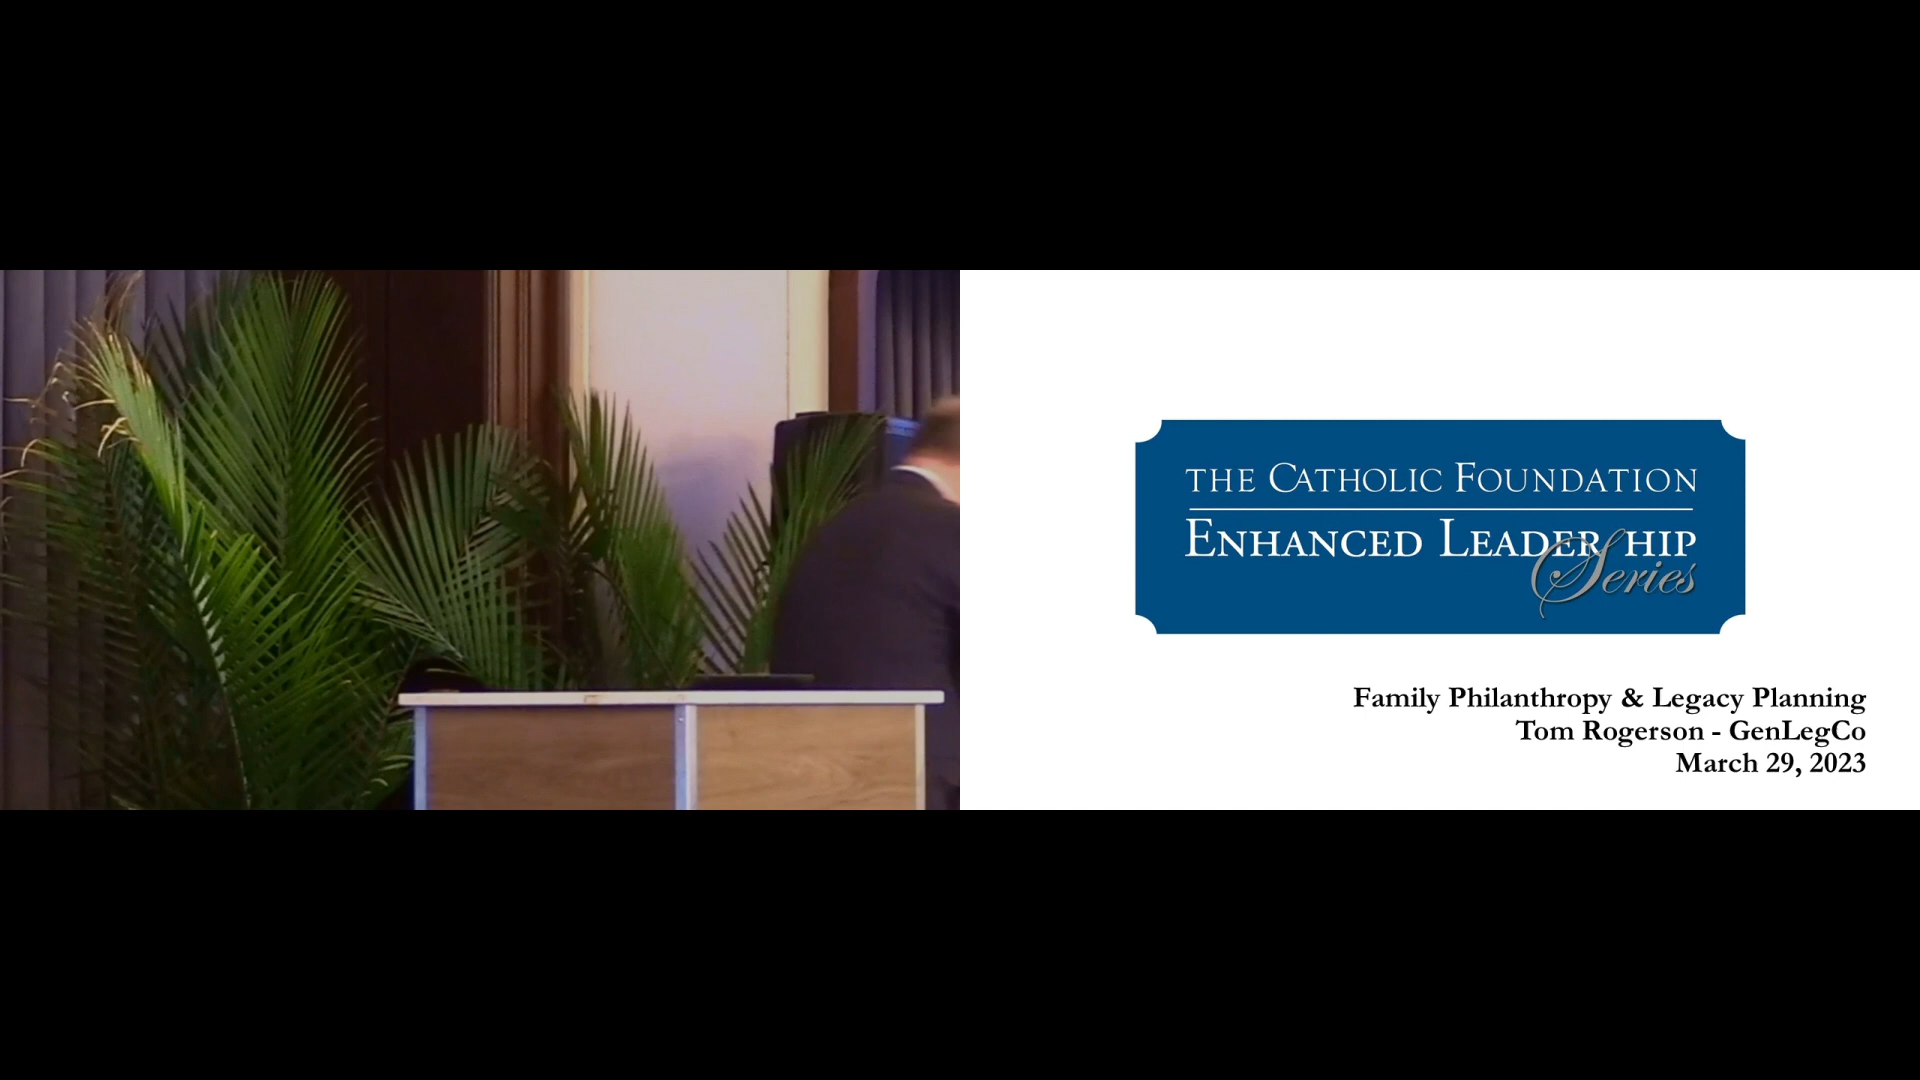 THE CATHOLIC FOUNDATION
ENHANCED LEADERSHIP
Series
Family Philanthropy & Legacy Planning
Tom Rogerson - GenLegCo
March 29, 2023